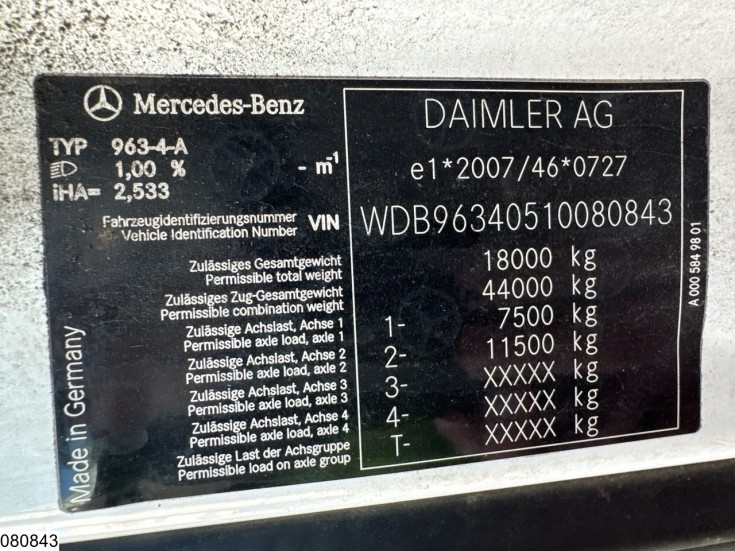 Mercedes-Benz
TYP 963-4-A
1,00 % - m⁻¹
iHA= 2,533
Fahrzeugidentifizierungsnummer
Vehicle Identification Number VIN
Zulässiges Gesamtgewicht
Permissible total weight
Zulässiges Zug-Gesamtgewicht
Permissible combination weight
Zulässige Achslast, Achse 1
Permissible axle load, axle 1
Zulässige Achslast, Achse 2
Permissible axle load, axle 2
Zulässige Achslast, Achse 3
Permissible axle load, axle 3
Zulässige Achslast, Achse 4
Permissible axle load, axle 4
Zulässige Last der Achsgruppe
Permissible load on axle group
DAIMLER AG
e1*2007/46*0727
WDB96340510080843
18000 kg
44000 kg
1- 7500 kg
2- 11500 kg
3- XXXXX kg
4- XXXXX kg
T- XXXXX kg
Made in Germany
A 000 584 98 01
080843